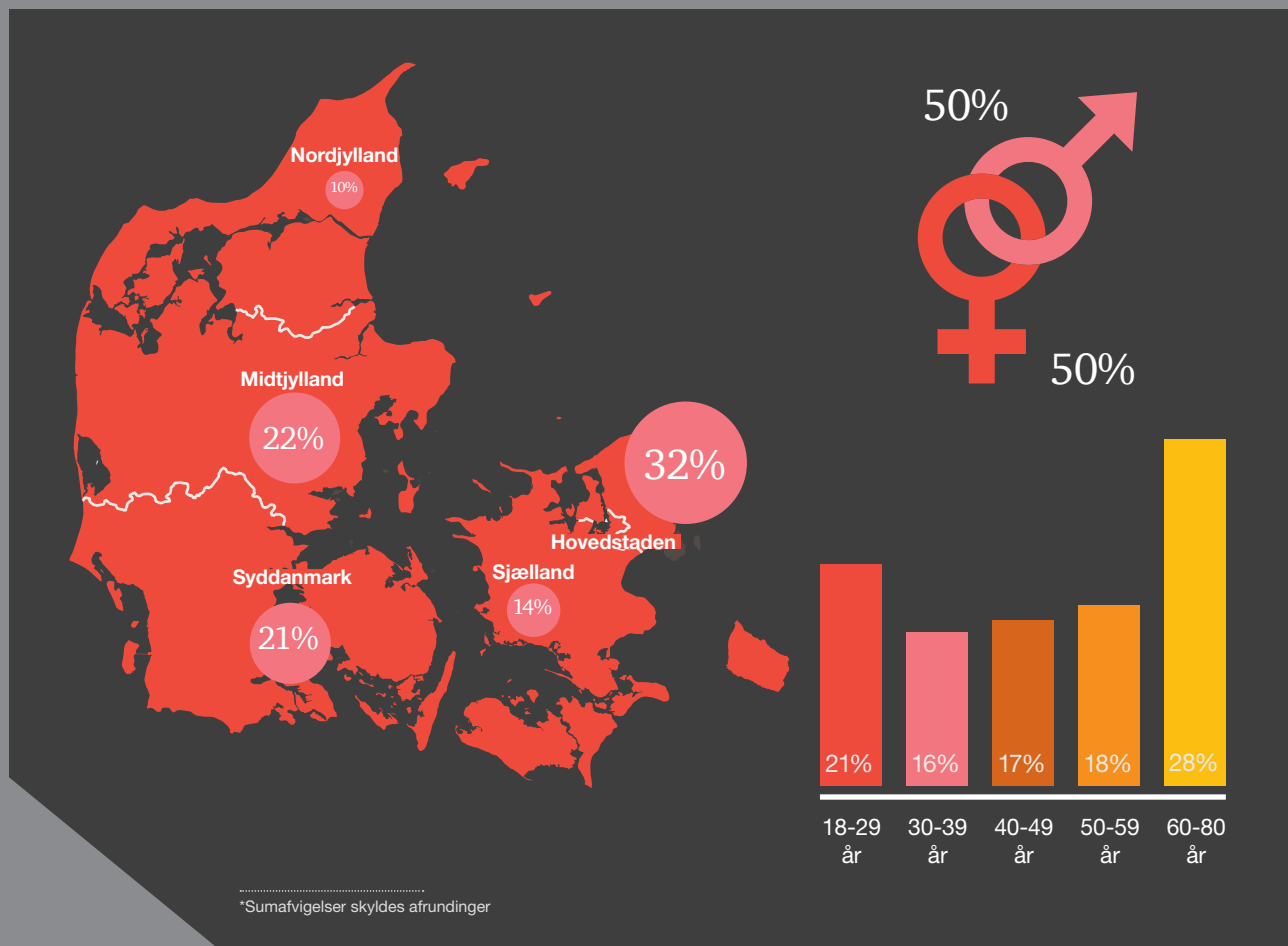 Nordjylland
10%
Midtjylland
22%
32%
Hovedstaden
Syddanmark
21%
Sjælland
14%
50%
50%
21% 16% 17% 18% 28%
18-29 30-39 40-49 50-59 60-80
år år år år år
*Sumafvigelser skyldes afrundinger